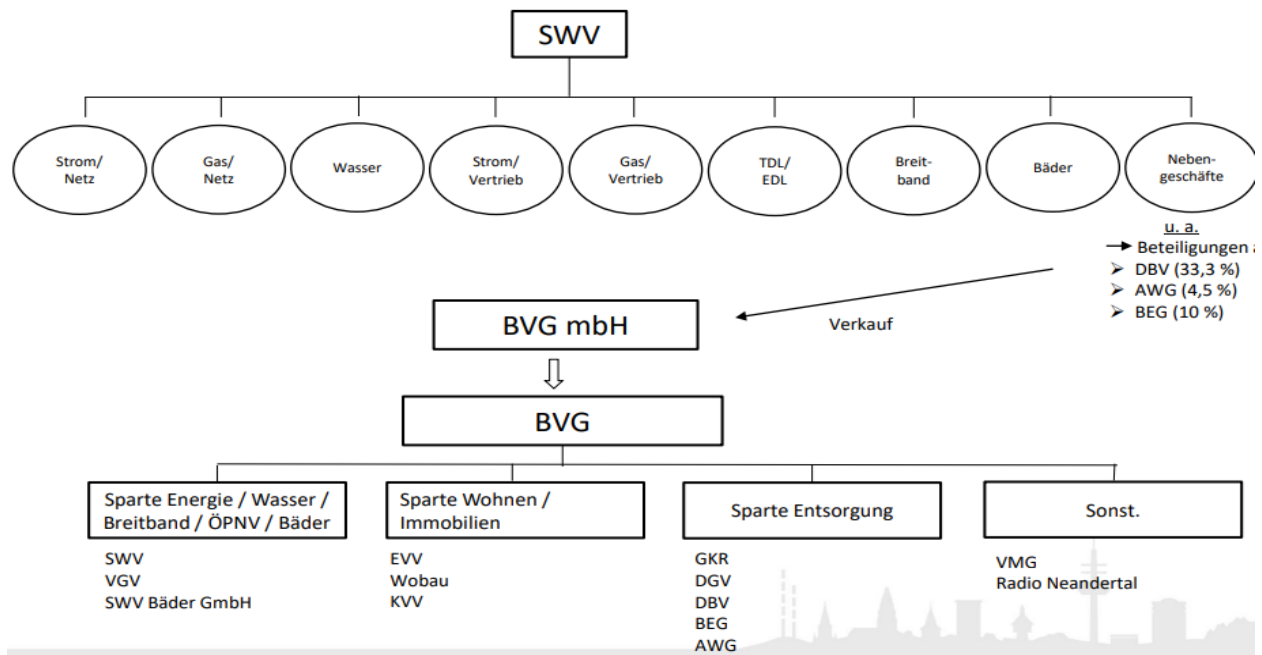 SWV
Strom/
Netz
Gas/
Netz
Wasser
Strom/
Vertrieb
Gas/
Vertrieb
TDL/
EDL
Breit-
band
Bäder
Neben-
geschäfte
u. a.
→ Beteiligungen
➢ DBV (33,3 %)
➢ AWG (4,5 %)
➢ BEG (10 %)
Verkauf
BVG mbH
BVG
Sparte Energie / Wasser /
Breitband / ÖPNV / Bäder
SWV
VGV
SWV Bäder GmbH
Sparte Wohnen /
Immobilien
EVV
Wobau
KVV
Sparte Entsorgung
GKR
DGV
DBV
BEG
AWG
Sonst.
VMG
Radio Neandertal